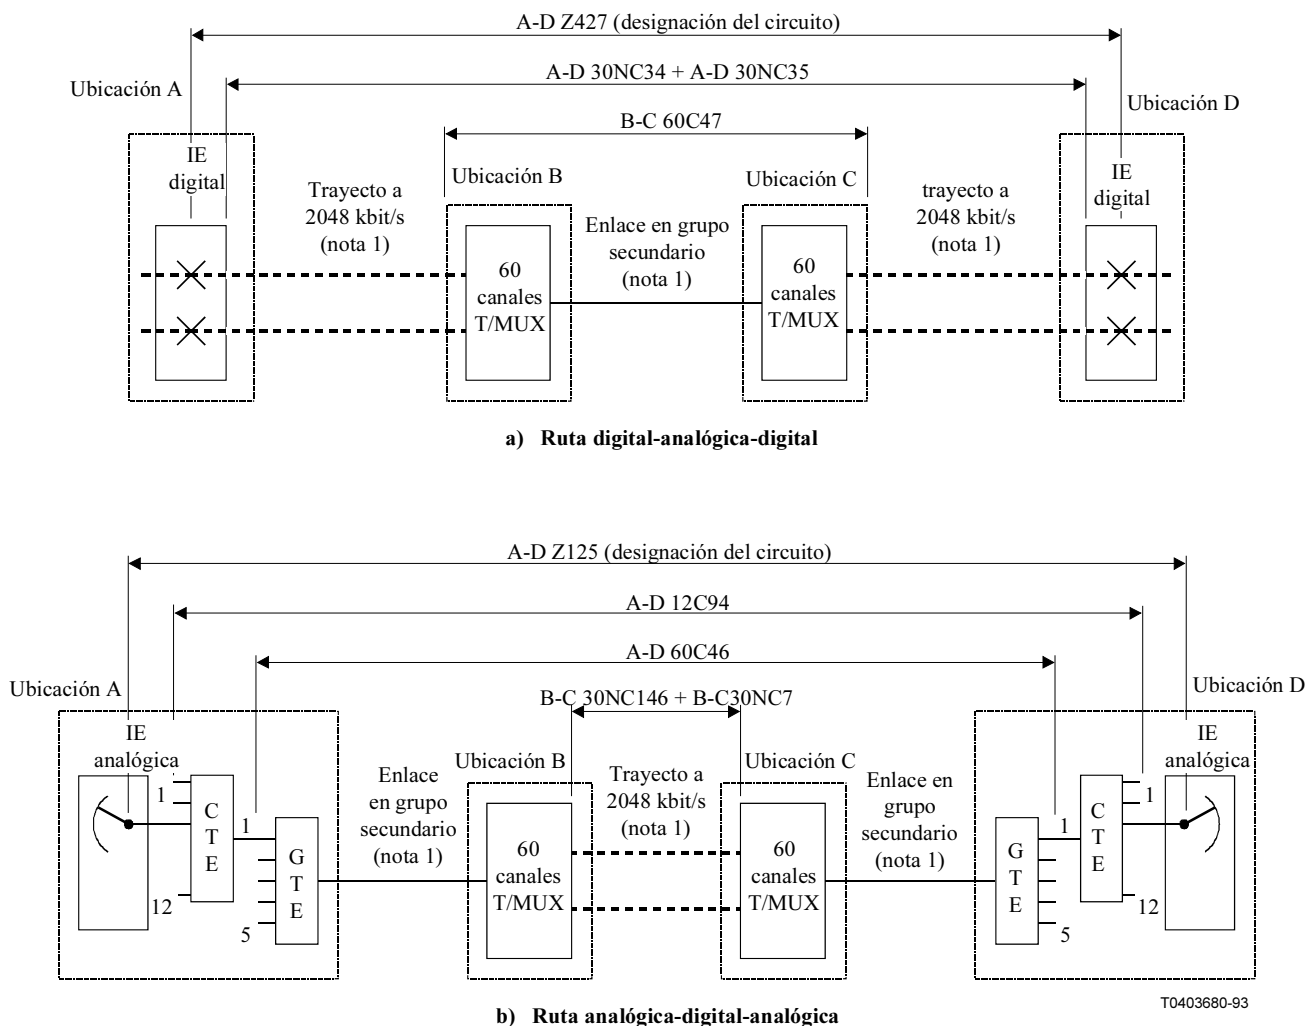 A-D Z427 (designación del circuito)
A-D 30NC34 + A-D 30NC35
Ubicación A
Ubicación D
B-C 60C47
IE
digital
Trayecto a
2048 kbit/s
(nota 1)
Ubicación B
Ubicación C
Enlace en grupo
secundario
(nota 1)
trayecto a
2048 kbit/s
(nota 1)
IE
digital
60
canales
T/MUX
60
canales
T/MUX
a) Ruta digital-analógica-digital
A-D Z125 (designación del circuito)
A-D 12C94
A-D 60C46
Ubicación A
Ubicación D
B-C 30NC146 + B-C30NC7
IE
analógica
Enlace
en grupo
secundario
(nota 1)
Ubicación B
Trayecto a
2048 kbit/s
(nota 1)
Ubicación C
Enlace en
grupo
secundario
(nota 1)
IE
analógica
1
C
T
E
12
1
G
T
E
5
60
canales
T/MUX
60
canales
T/MUX
G
T
E
1
5
C
T
E
1
12
T0403680-93
b) Ruta analógica-digital-analógica